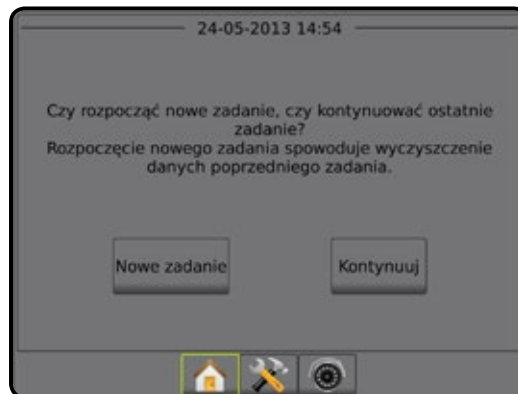 24-05-2013 14:54
Czy rozpocząć nowe zadanie, czy kontynuować ostatnie
zadanie?
Rozpoczęcie nowego zadania spowoduje wyczyszczenie
danych poprzedniego zadania.
Nowe zadanie
Kontynuuj